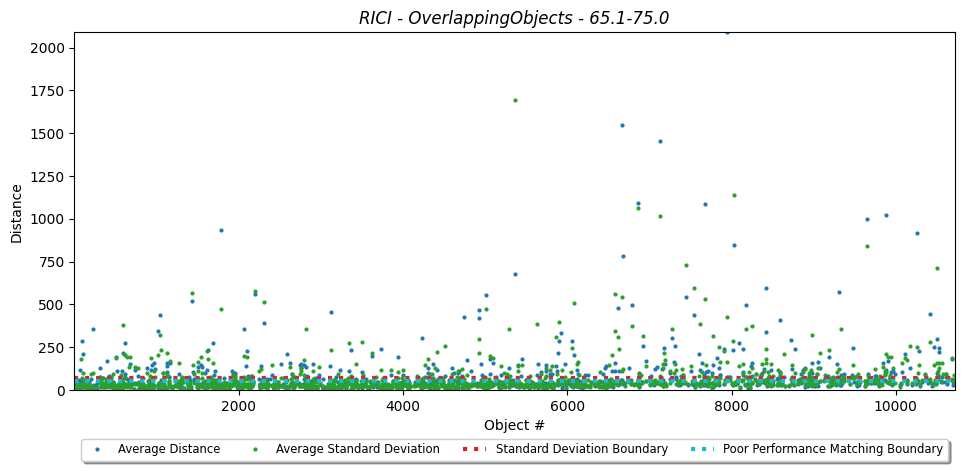 RICI - OverlappingObjects - 65.1-75.0
2000
1750
1500
1250
1000
750
500
250
0
Distance
2000
4000
6000
8000
10000
Object #
Average Distance
Average Standard Deviation
Standard Deviation Boundary
Poor Performance Matching Boundary